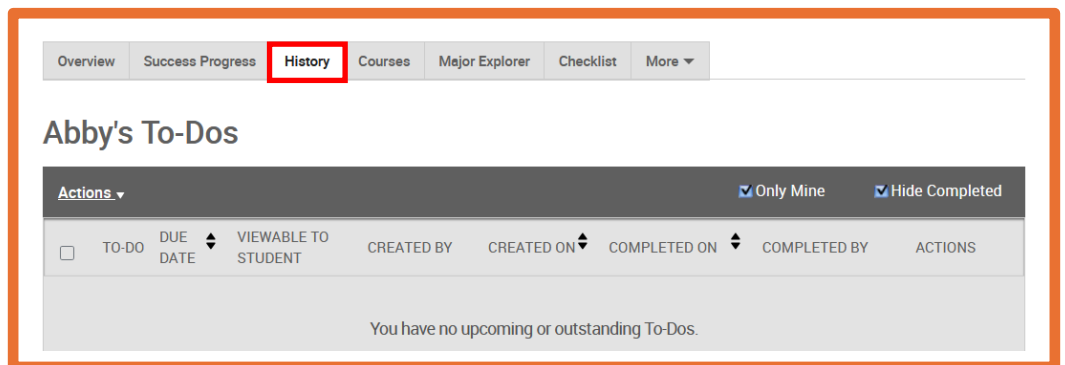 Overview Success Progress History Courses Major Explorer Checklist More
Abby's To-Dos
Actions Only Mine Hide Completed
TO-DO DUE DATE VIEWABLE TO STUDENT CREATED BY CREATED ON COMPLETED ON COMPLETED BY ACTIONS
You have no upcoming or outstanding To-Dos.